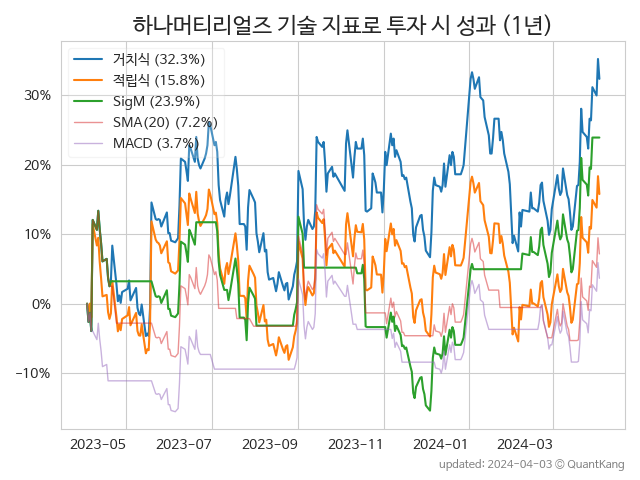 하나머티리얼즈 기술 지표로 투자 시 성과 (1년)
거치식 (32.3%)
적립식 (15.8%)
SigM (23.9%)
SMA(20) (7.2%)
MACD (3.7%)
30%
20%
10%
0%
−10%
2023-05 2023-07 2023-09 2023-11 2024-01 2024-03
updated: 2024-04-03 ⓒ QuantKang